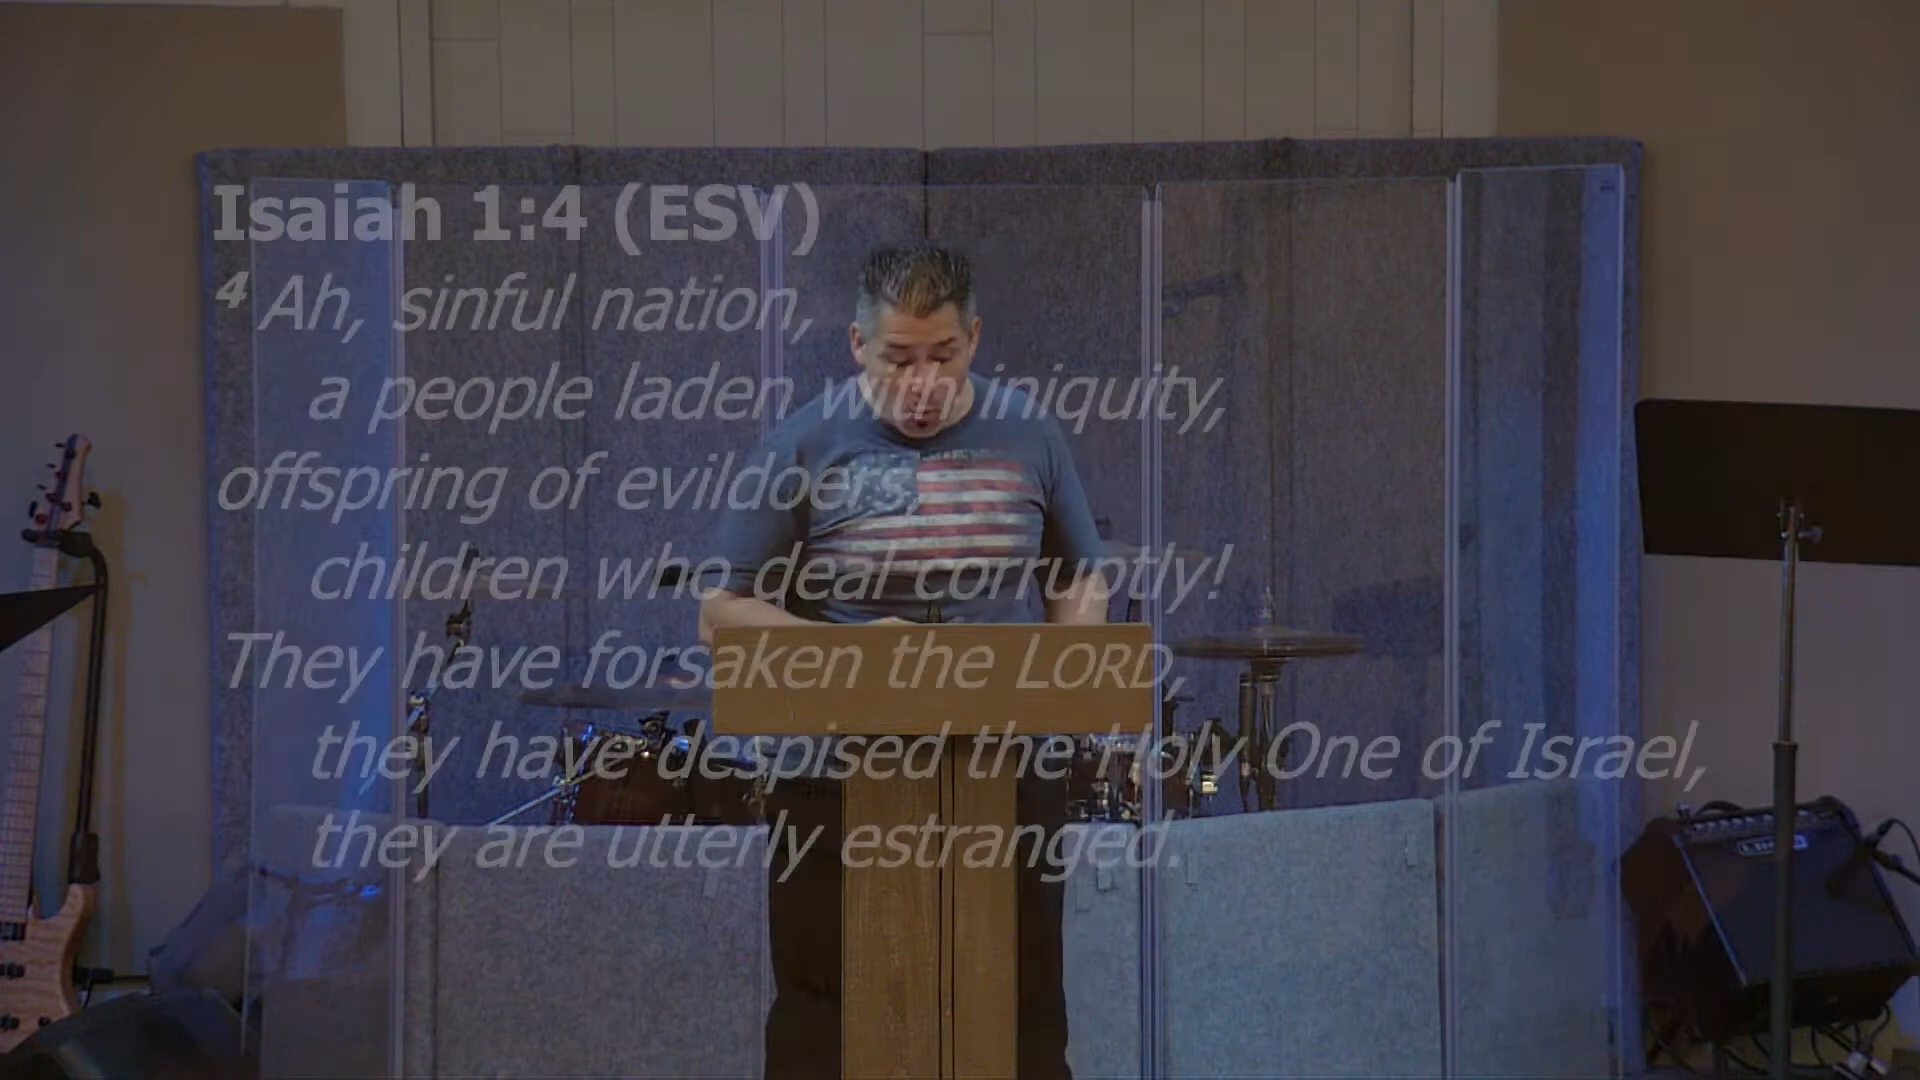 Isaiah 1:4 (ESV)
4 Ah, sinful nation,
a people laden with iniquity,
offspring of evildoers,
children who deal corruptly!
They have forsaken the LORD,
they have despised the Holy One of Israel,
they are utterly estranged.